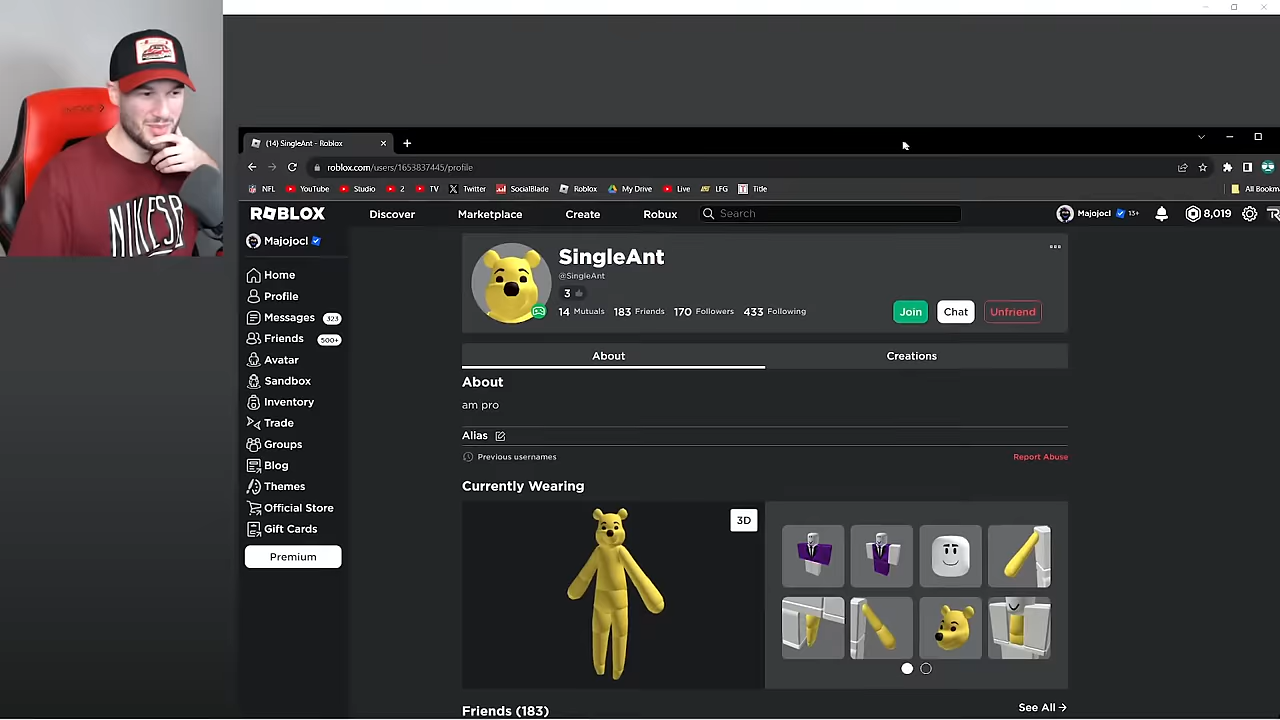 NIKE SB
(14) SingleAnt - Roblox
roblox.com/users/1653837445/profile
NFL YouTube Studio 2 TV Twitter SocialBlade Roblox My Drive Live LFG Title All Bookm
ROBLOX Discover Marketplace Create Robux Search Majojocl 13+ 8,019
Majojocl
Home
Profile
Messages 323
Friends 500+
Avatar
Sandbox
Inventory
Trade
Groups
Blog
Themes
Official Store
Gift Cards
Premium
SingleAnt
@SingleAnt
3
14 Mutuals 183 Friends 170 Followers 433 Following
Join Chat Unfriend
About Creations
About
am pro
Alias
Previous usernames Report Abuse
Currently Wearing
3D
Friends (183) See All